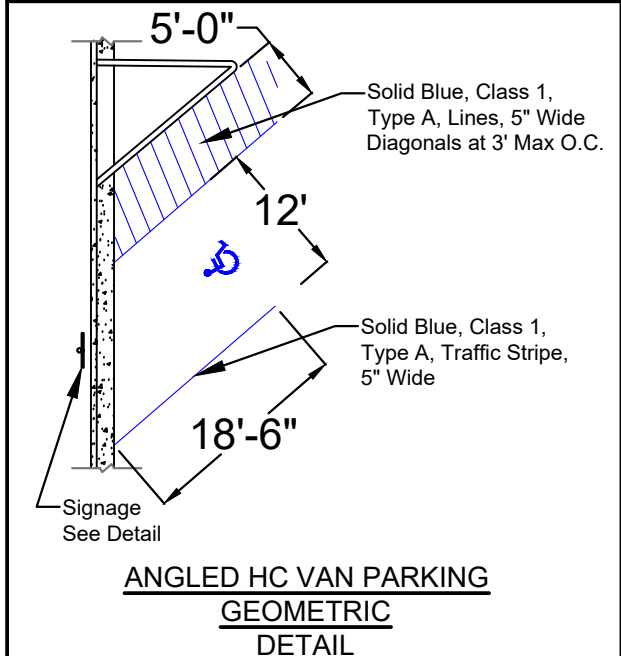 5'-0"
Solid Blue, Class 1,
Type A, Lines, 5" Wide
Diagonals at 3' Max O.C.
12'
Solid Blue, Class 1,
Type A, Traffic Stripe,
5" Wide
18'-6"
Signage
See Detail
ANGLED HC VAN PARKING
GEOMETRIC
DETAIL